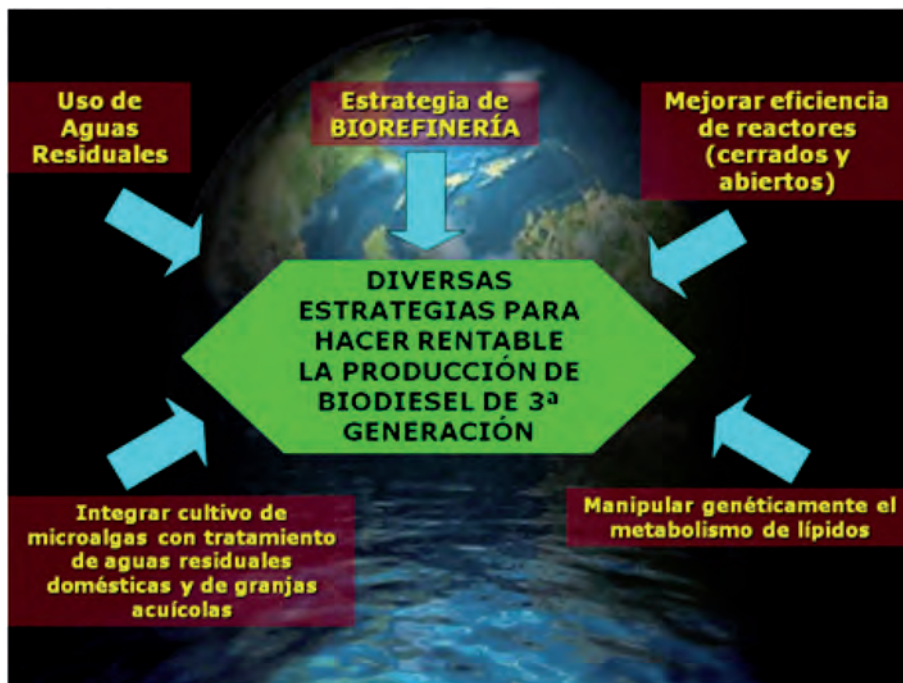 Uso de
Aguas
Residuales
Estrategia de
BIOREFINERÍA
Mejorar eficiencia
de reactores
(cerrados y
abiertos)
DIVERSAS
ESTRATEGIAS PARA
HACER RENTABLE
LA PRODUCCIÓN DE
BIODIESEL DE 3ª
GENERACIÓN
Integrar cultivo de
microalgas con tratamiento
de aguas residuales
domésticas y de granjas
acuícolas
Manipular genéticamente el
metabolismo de lípidos